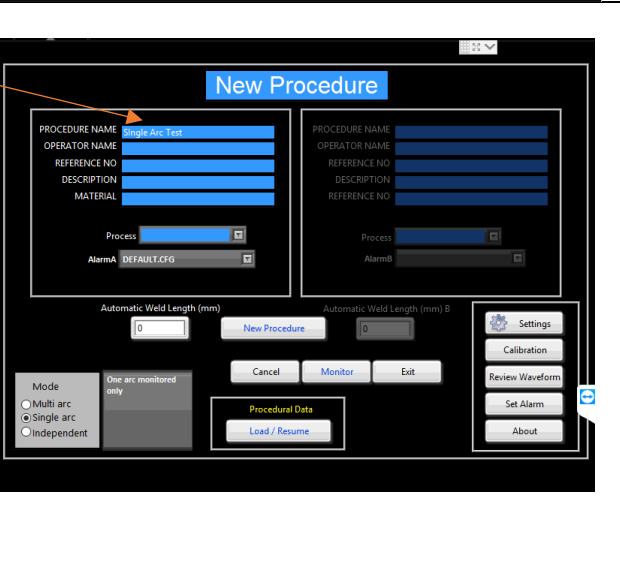 New Procedure
PROCEDURE NAME Single Arc Test
OPERATOR NAME
REFERENCE NO
DESCRIPTION
MATERIAL
Process
AlarmA DEFAULT.CFG
PROCEDURE NAME
OPERATOR NAME
REFERENCE NO
DESCRIPTION
REFERENCE NO
Process
AlarmB
Automatic Weld Length (mm)
0
New Procedure
Automatic Weld Length (mm) B
0
Cancel
Monitor
Exit
Mode
Multi arc
Single arc
Independent
One arc monitored
only
Procedural Data
Load / Resume
Settings
Calibration
Review Waveform
Set Alarm
About